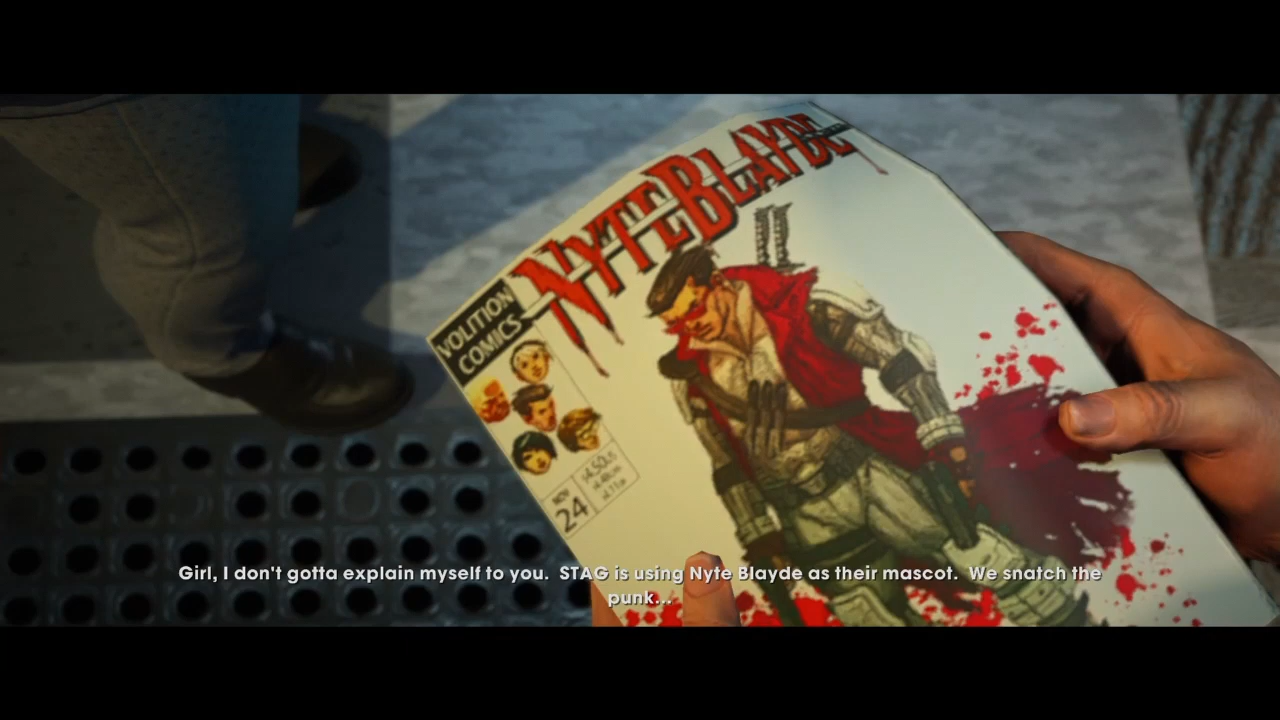 NYTEBLAYDE
VOLITION
COMICS
NOV
24
Girl, I don't gotta explain myself to you.  STAG is using Nyte Blayde as their mascot.  We snatch the
punk...